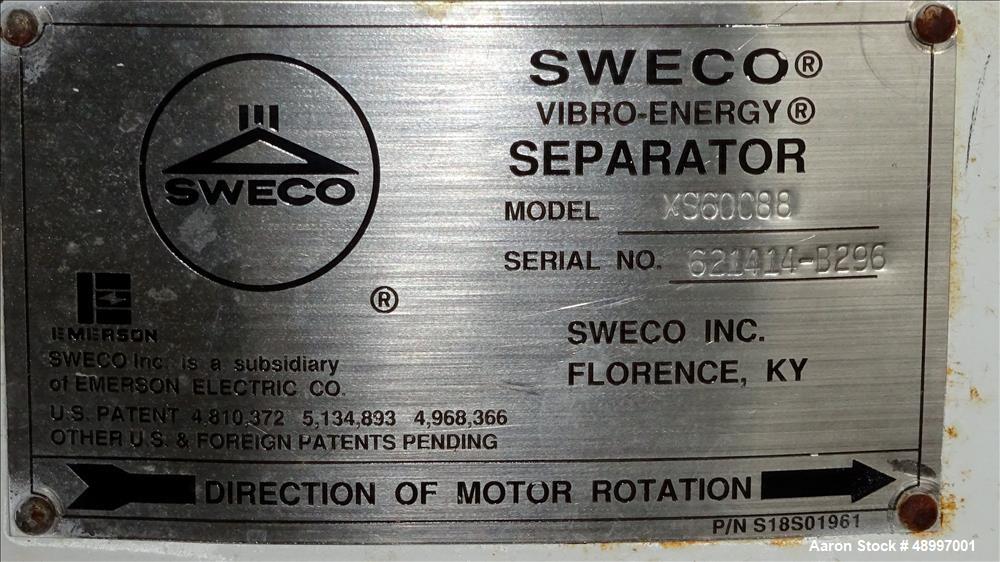 SWECO
®
EMERSON
SWECO Inc. is a subsidiary
of EMERSON ELECTRIC CO.
U.S. PATENT 4,810,372 5,134,893 4,968,366
OTHER U.S. & FOREIGN PATENTS PENDING
SWECO®
VIBRO-ENERGY®
SEPARATOR
MODEL XS60C88
SERIAL NO. 621414-B296
SWECO INC.
FLORENCE, KY
DIRECTION OF MOTOR ROTATION
P/N S18S01961
Aaron Stock # 48997001